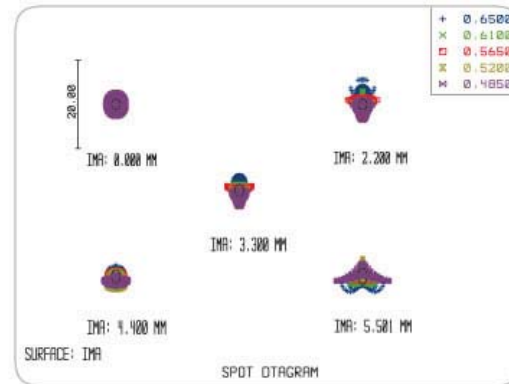 + 0.6500
× 0.6100
0.5650
0.5200
0.4850
20.00
IMA: 0.000 MM
IMA: 2.200 MM
IMA: 3.300 MM
IMA: 4.400 MM
IMA: 5.501 MM
SURFACE: IMA
SPOT DTAGRAM